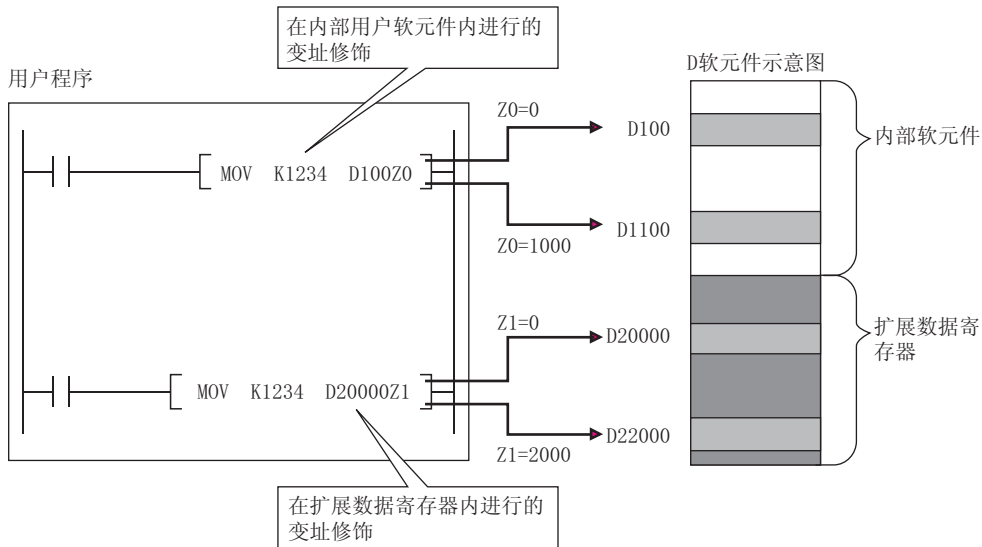 在内部用户软元件内进行的
变址修饰
用户程序
D软元件示意图
Z0=0
D100
内部软元件
MOV K1234 D100Z0
D1100
Z0=1000
Z1=0
D20000
扩展数据寄
存器
MOV K1234 D20000Z1
D22000
Z1=2000
在扩展数据寄存器内进行的
变址修饰